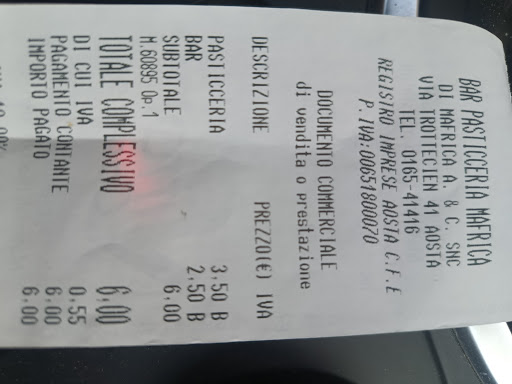 BAR PASTICCERIA MAFRICA
DI MAFRICA A. & C. SNC
VIA TROTTECIEN 41 AOSTA
TEL. 0165-41416
REGISTRO IMPRESE AOSTA C.F.E
P. IVA:00651800070
DOCUMENTO COMMERCIALE
di vendita o prestazione
DESCRIZIONE PREZZO(€) IVA
PASTICCERIA 3,50 B
BAR 2,50 B
SUBTOTALE 6,00
M.60895 Op.1
TOTALE COMPLESSIVO 6,00
DI CUI IVA 0,55
PAGAMENTO CONTANTE 6,00
IMPORTO PAGATO 6,00